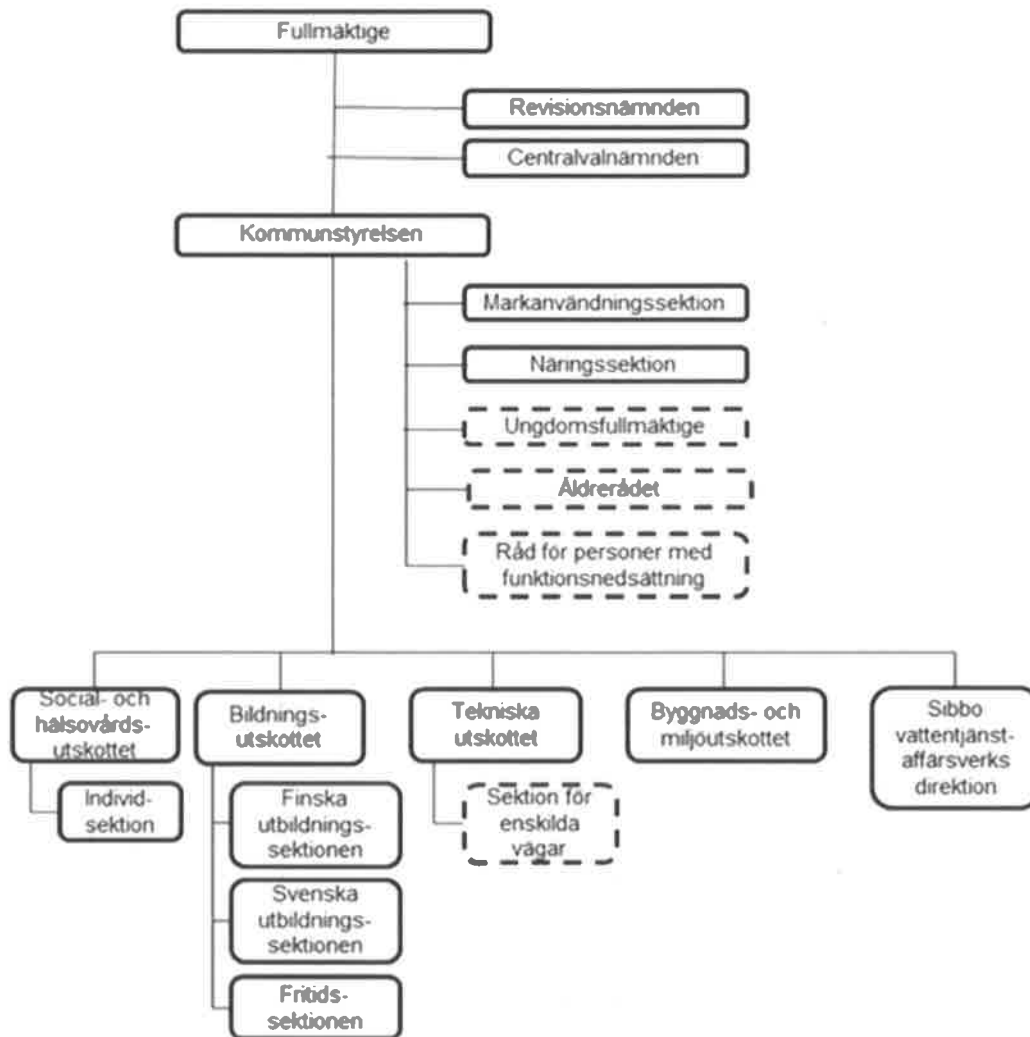 Fullmäktige
Revisionsnämnden
Centralvalnämnden
Kommunstyrelsen
Markanvändningssektion
Näringssektion
Ungdomsfullmäktige
Äldrerådet
Råd för personer med
funktionsnedsättning
Social- och
hälsovårds-
utskottet
Individ-
sektion
Bildnings-
utskottet
Finska
utbildnings-
sektionen
Svenska
utbildnings-
sektionen
Fritids-
sektionen
Tekniska
utskottet
Sektion för
enskilda
vägar
Byggnads- och
miljöutskottet
Sibbo
vattentjänst-
affärsverks
direktion